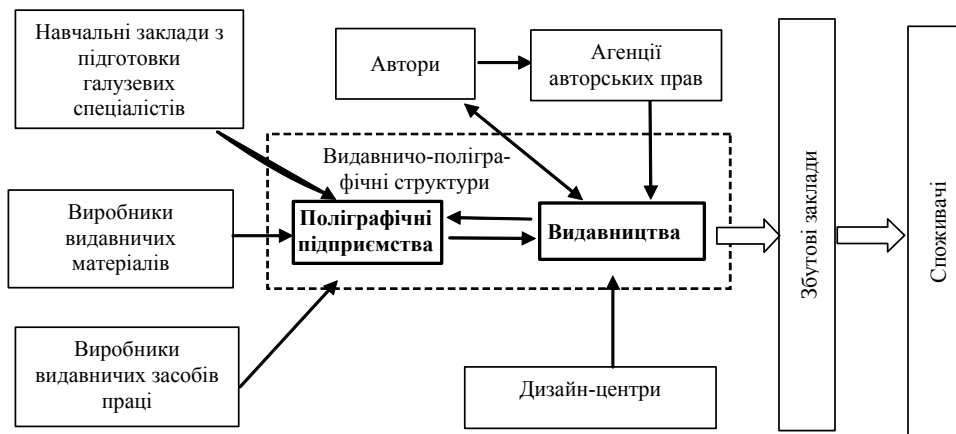 Навчальні заклади з
підготовки
галузевих
спеціалістів
Автори
Агенції
авторських прав
Видавничо-полігра-
фічні структури
Виробники
видавничих
матеріалів
Поліграфічні
підприємства
Видавництва
Виробники
видавничих засобів
праці
Дизайн-центри
Збутові заклади
Споживачі